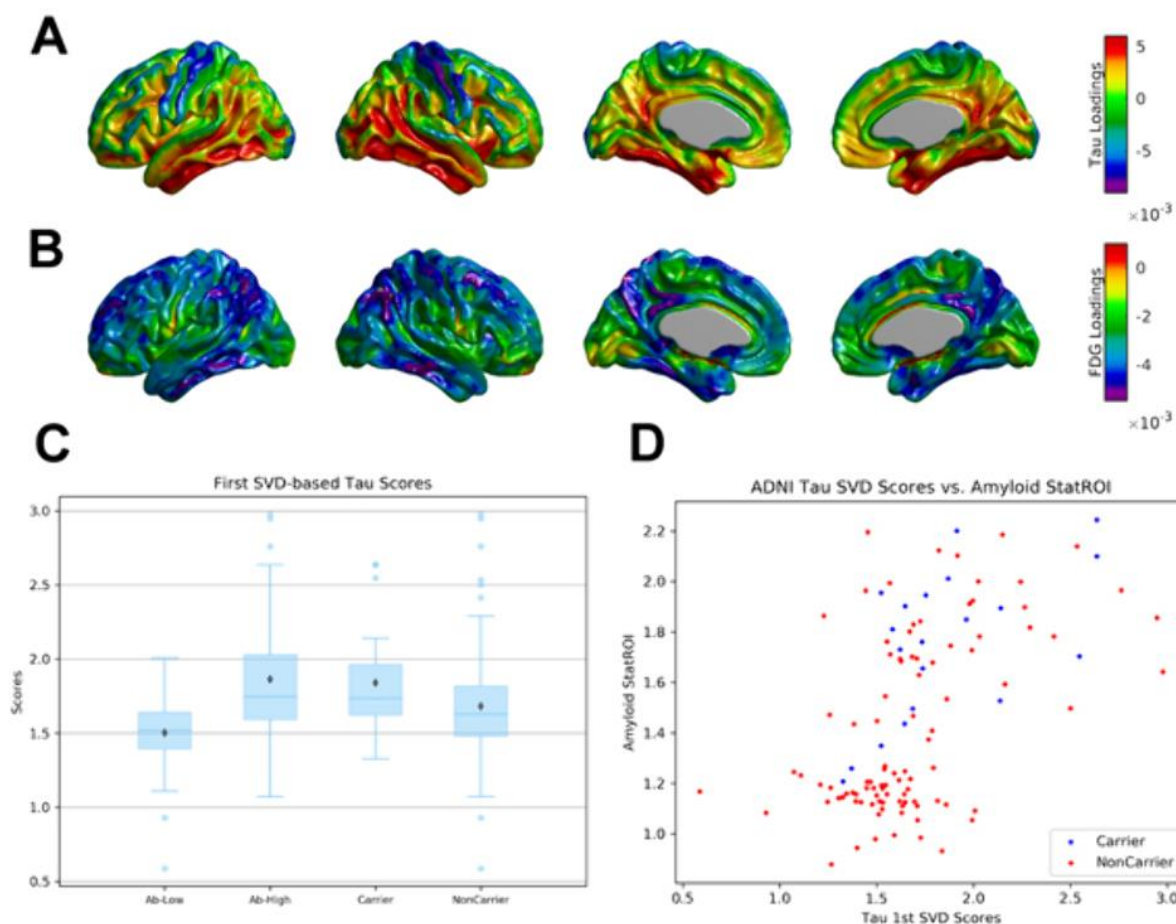 A
Tau Loadings
5
0
-5
×10⁻³
B
FDG Loadings
0
-2
-4
×10⁻³
C
First SVD-based Tau Scores
Scores
3.0
2.5
2.0
1.5
1.0
0.5
Ab-Low
Ab-High
Carrier
NonCarrier
D
ADNI Tau SVD Scores vs. Amyloid StatROI
Amyloid StatROI
2.2
2.0
1.8
1.6
1.4
1.2
1.0
Carrier
NonCarrier
0.5
1.0
1.5
2.0
2.5
3.0
Tau 1st SVD Scores